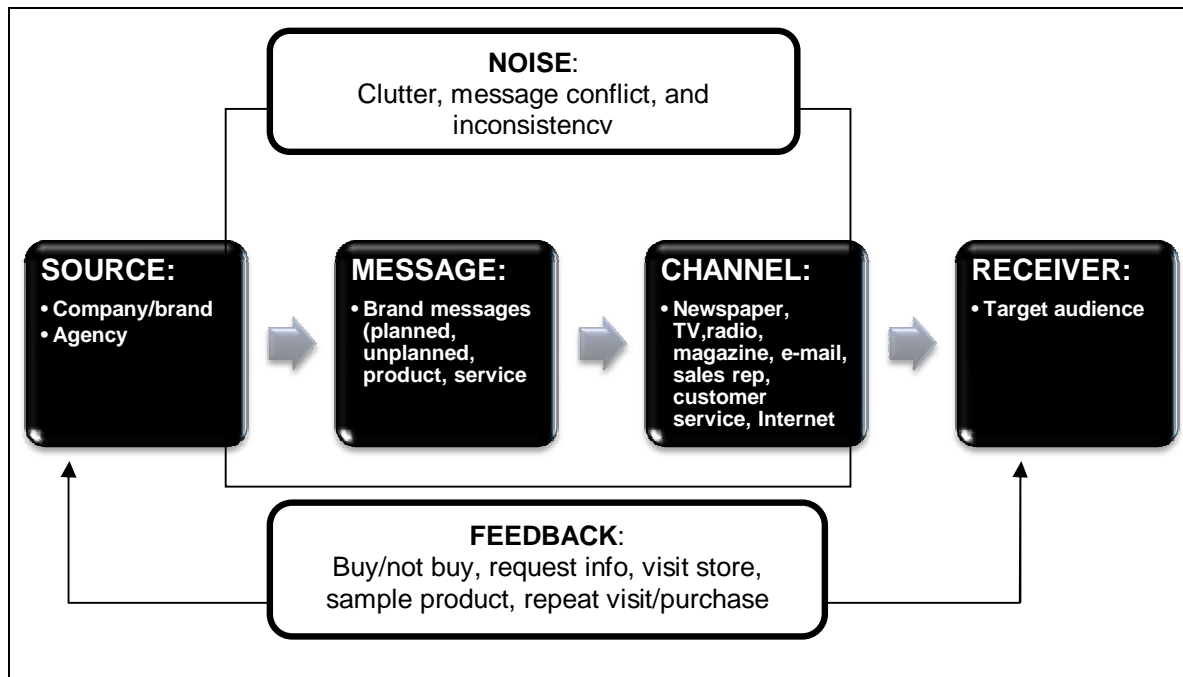 NOISE:
Clutter, message conflict, and
inconsistency
SOURCE:
• Company/brand
• Agency
MESSAGE:
• Brand messages
(planned,
unplanned,
product, service
CHANNEL:
• Newspaper,
TV,radio,
magazine, e-mail,
sales rep,
customer
service, Internet
RECEIVER:
• Target audience
FEEDBACK:
Buy/not buy, request info, visit store,
sample product, repeat visit/purchase